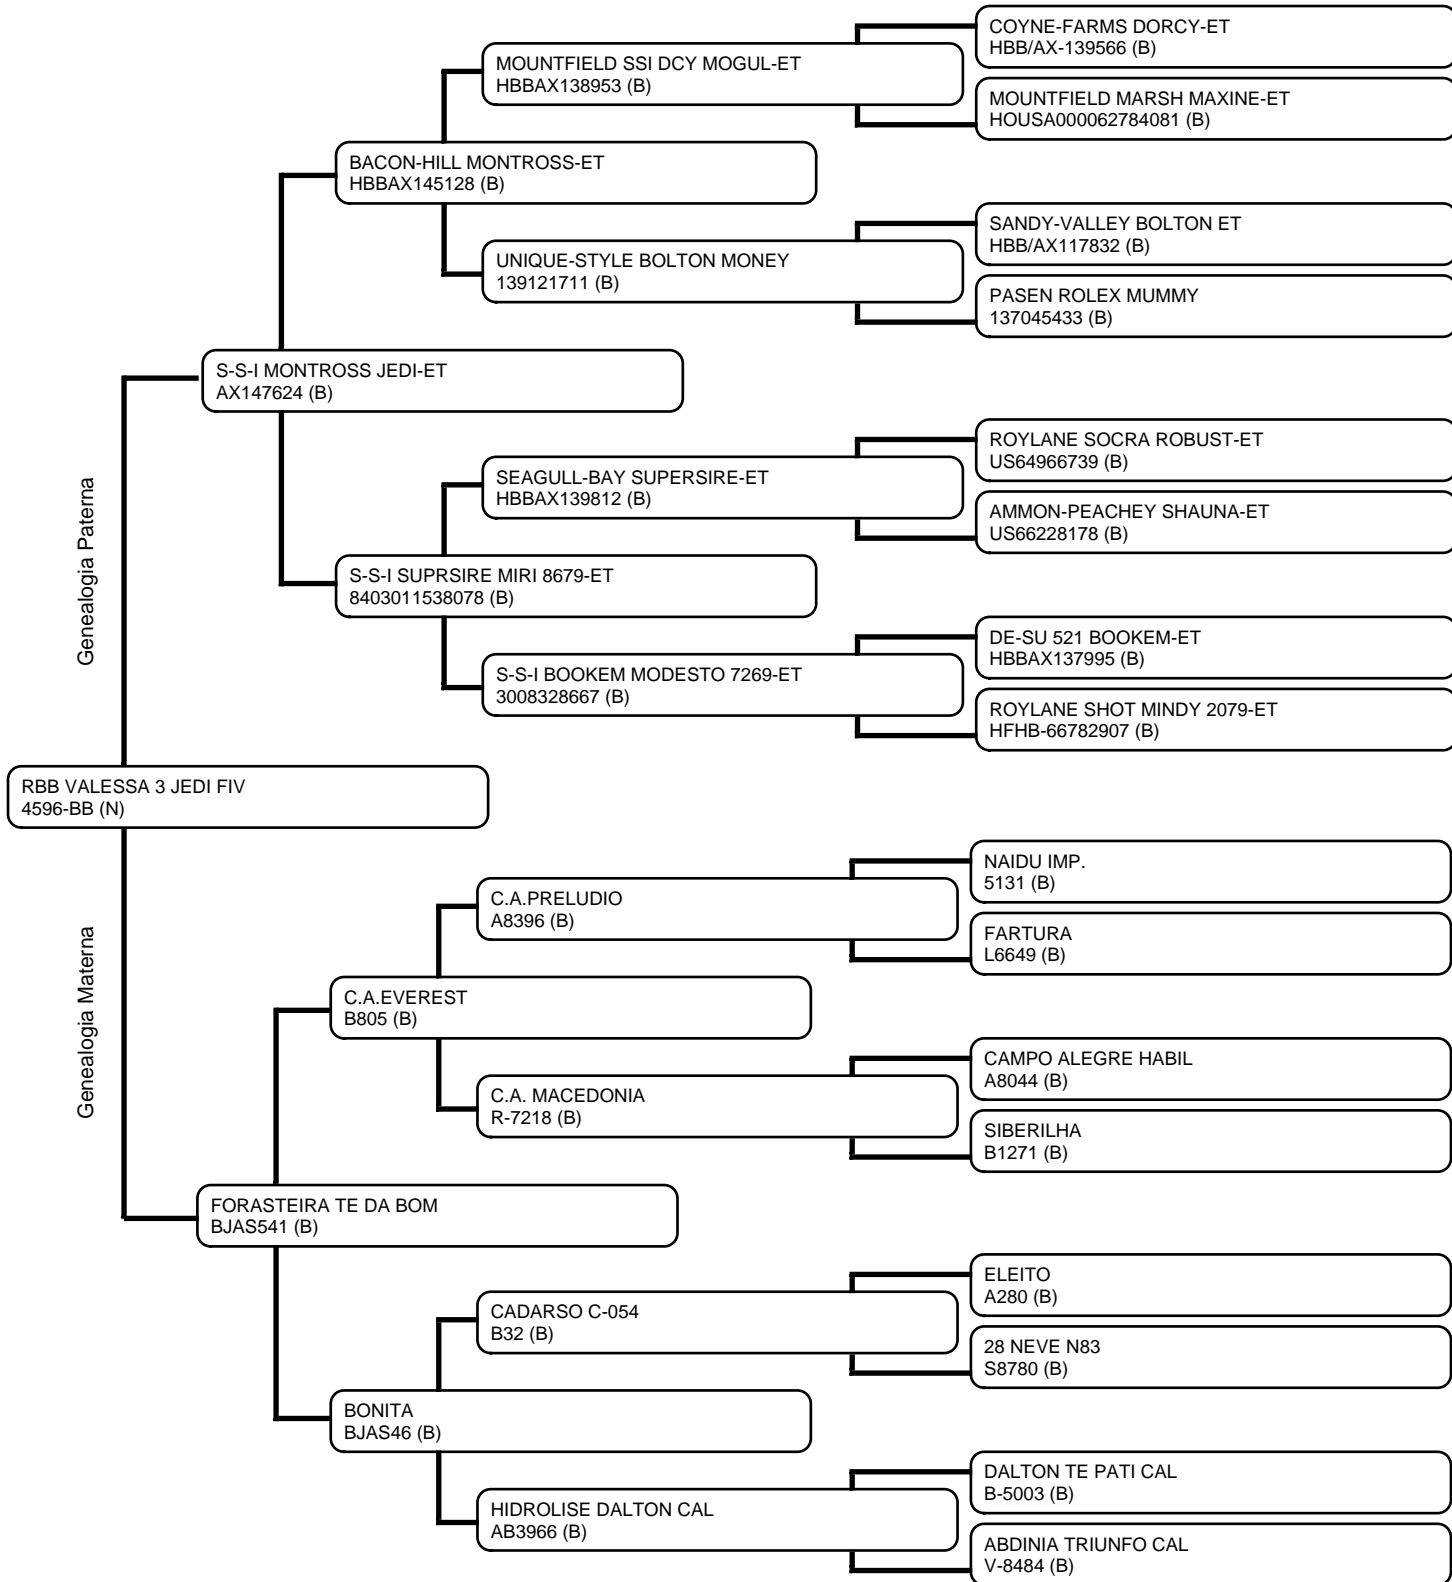 COYNE-FARMS DORCY-ET
HBB/AX-139566 (B)
MOUNTFIELD SSI DCY MOGUL-ET
HBBAX138953 (B)
MOUNTFIELD MARSH MAXINE-ET
HOUSA000062784081 (B)
BACON-HILL MONTROSS-ET
HBBAX145128 (B)
SANDY-VALLEY BOLTON ET
HBB/AX117832 (B)
UNIQUE-STYLE BOLTON MONEY
139121711 (B)
PASEN ROLEX MUMMY
137045433 (B)
S-S-I MONTROSS JEDI-ET
AX147624 (B)
ROYLANE SOCRA ROBUST-ET
US64966739 (B)
SEAGULL-BAY SUPERSIRE-ET
HBBAX139812 (B)
AMMON-PEACHEY SHAUNA-ET
US66228178 (B)
Genealogia Paterna
S-S-I SUPRSIRE MIRI 8679-ET
8403011538078 (B)
DE-SU 521 BOOKEM-ET
HBBAX137995 (B)
S-S-I BOOKEM MODESTO 7269-ET
3008328667 (B)
ROYLANE SHOT MINDY 2079-ET
HFHB-66782907 (B)
RBB VALESSA 3 JEDI FIV
4596-BB (N)
NAIDU IMP.
5131 (B)
C.A.PRELUDIO
A8396 (B)
FARTURA
L6649 (B)
Genealogia Materna
C.A.EVEREST
B805 (B)
CAMPO ALEGRE HABIL
A8044 (B)
C.A. MACEDONIA
R-7218 (B)
SIBERILHA
B1271 (B)
FORASTEIRA TE DA BOM
BJAS541 (B)
ELEITO
A280 (B)
CADARSO C-054
B32 (B)
28 NEVE N83
S8780 (B)
BONITA
BJAS46 (B)
DALTON TE PATI CAL
B-5003 (B)
HIDROLISE DALTON CAL
AB3966 (B)
ABDINIA TRIUNFO CAL
V-8484 (B)